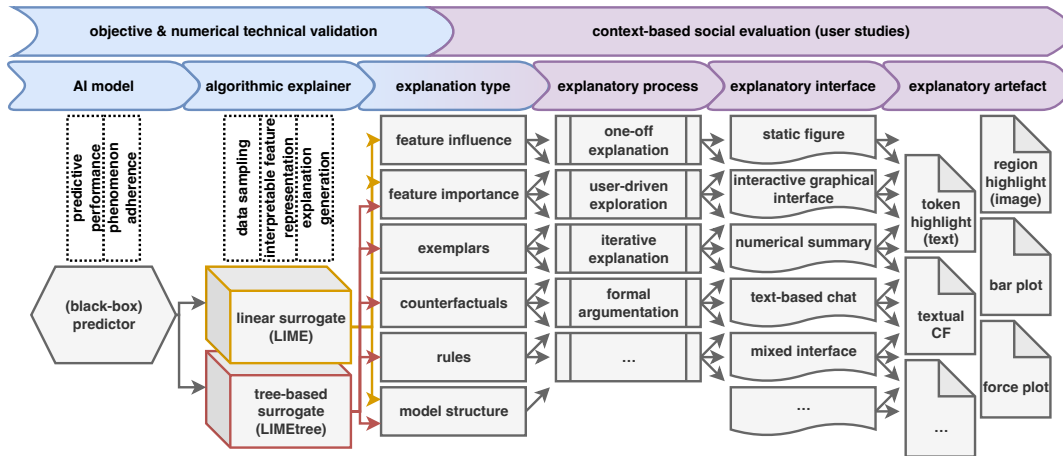 objective & numerical technical validation
context-based social evaluation (user studies)
AI model
algorithmic explainer
explanation type
explanatory process
explanatory interface
explanatory artefact
predictive
performance
phenomenon
adherence
data sampling
interpretable feature
representation
explanation
generation
(black-box)
predictor
linear surrogate
(LIME)
tree-based
surrogate
(LIMEtree)
feature influence
feature importance
exemplars
counterfactuals
rules
model structure
one-off
explanation
user-driven
exploration
iterative
explanation
formal
argumentation
...
static figure
interactive graphical
interface
numerical summary
text-based chat
mixed interface
...
token
highlight
(text)
textual
CF
...
region
highlight
(image)
bar plot
force plot